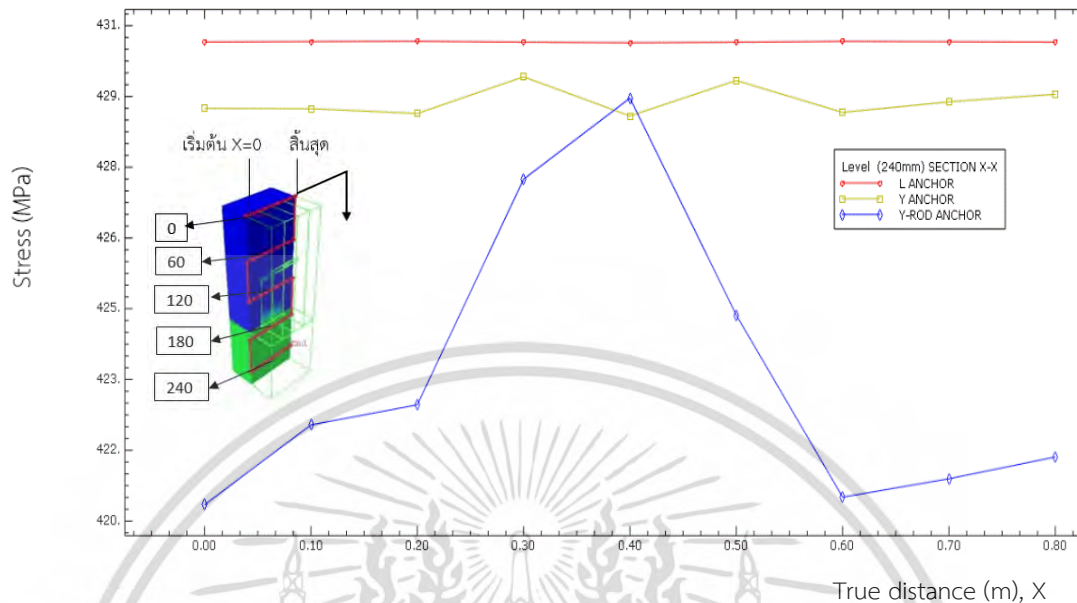 431.
429.
428.
426.
425.
423.
422.
420.
Stress (MPa)
เริ่มต้น X=0 สิ้นสุด
0
60
120
180
240
Level (240mm) SECTION X-X
L ANCHOR
Y ANCHOR
Y-ROD ANCHOR
0.00 0.10 0.20 0.30 0.40 0.50 0.60 0.70 0.80
True distance (m), X